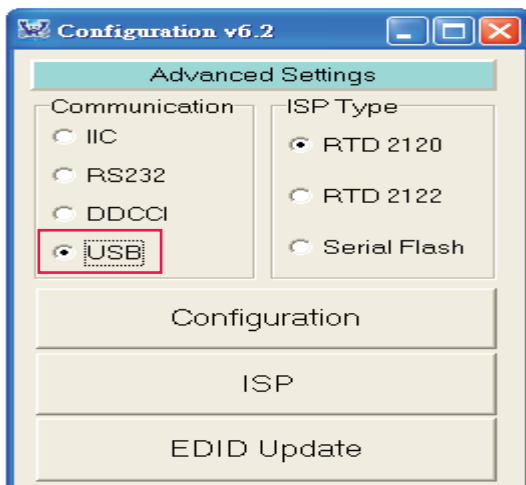 Configuration v6.2
Advanced Settings
Communication
IIC
RS232
DDCCI
USB
ISP Type
RTD 2120
RTD 2122
Serial Flash
Configuration
ISP
EDID Update